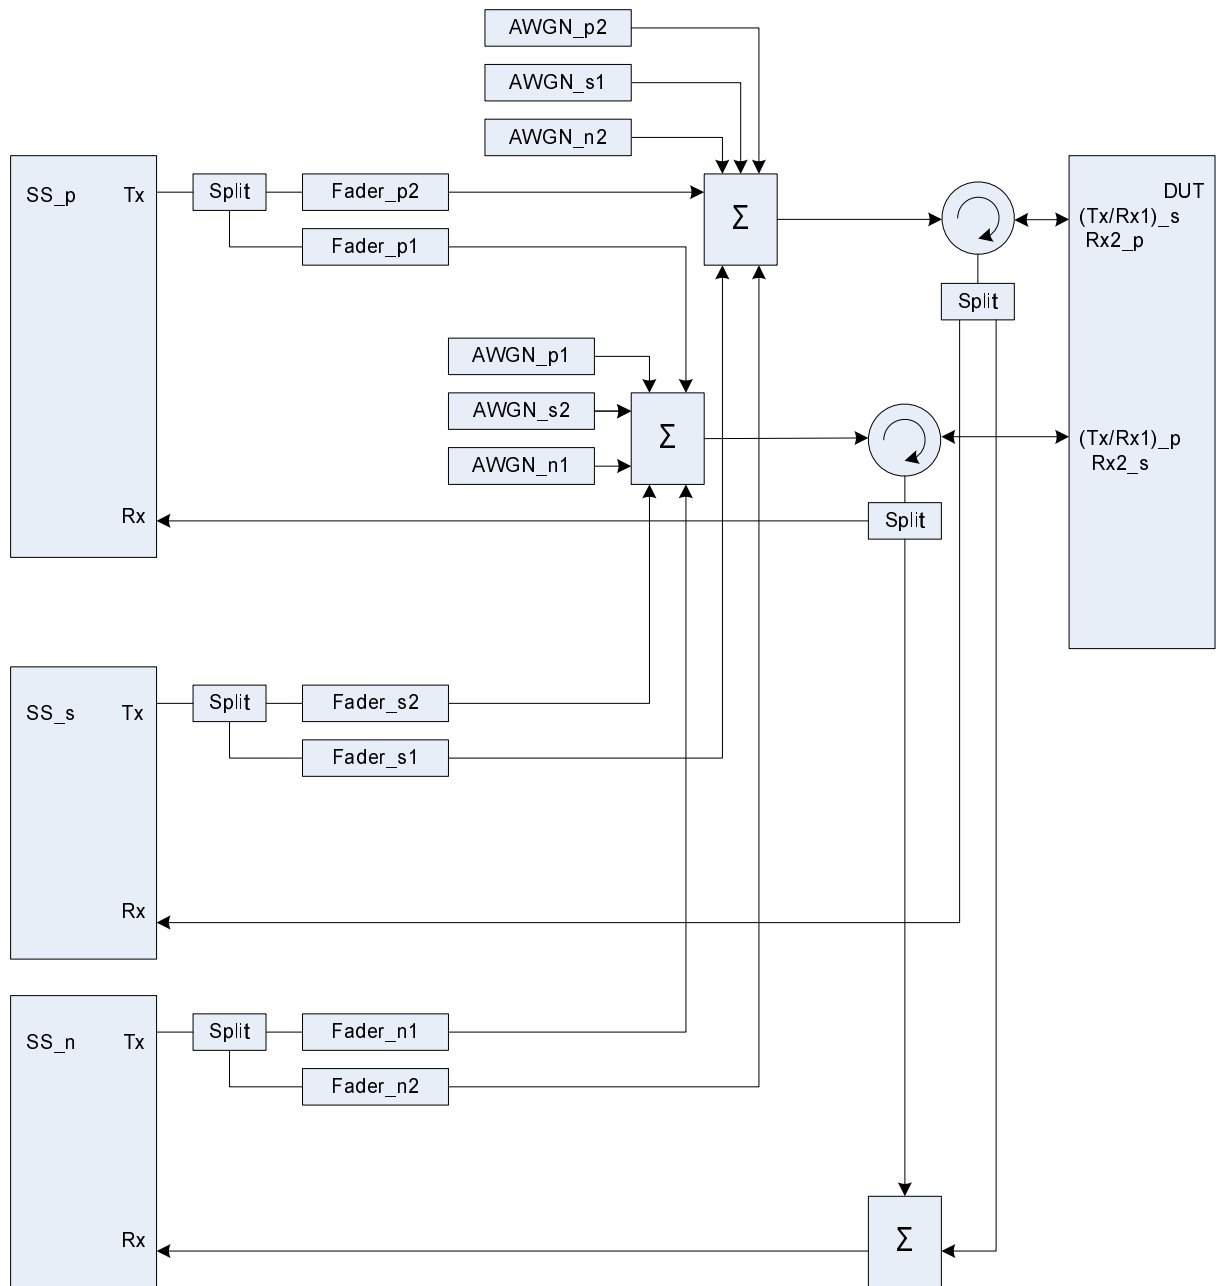 AWGN_p2
AWGN_s1
AWGN_n2
SS_p Tx
Split
Fader_p2
Fader_p1
Σ
DUT
(Tx/Rx1)_s
Rx2_p
Split
AWGN_p1
AWGN_s2
AWGN_n1
Σ
(Tx/Rx1)_p
Rx2_s
Rx
Split
SS_s Tx
Split
Fader_s2
Fader_s1
Rx
SS_n Tx
Split
Fader_n1
Fader_n2
Rx
Σ